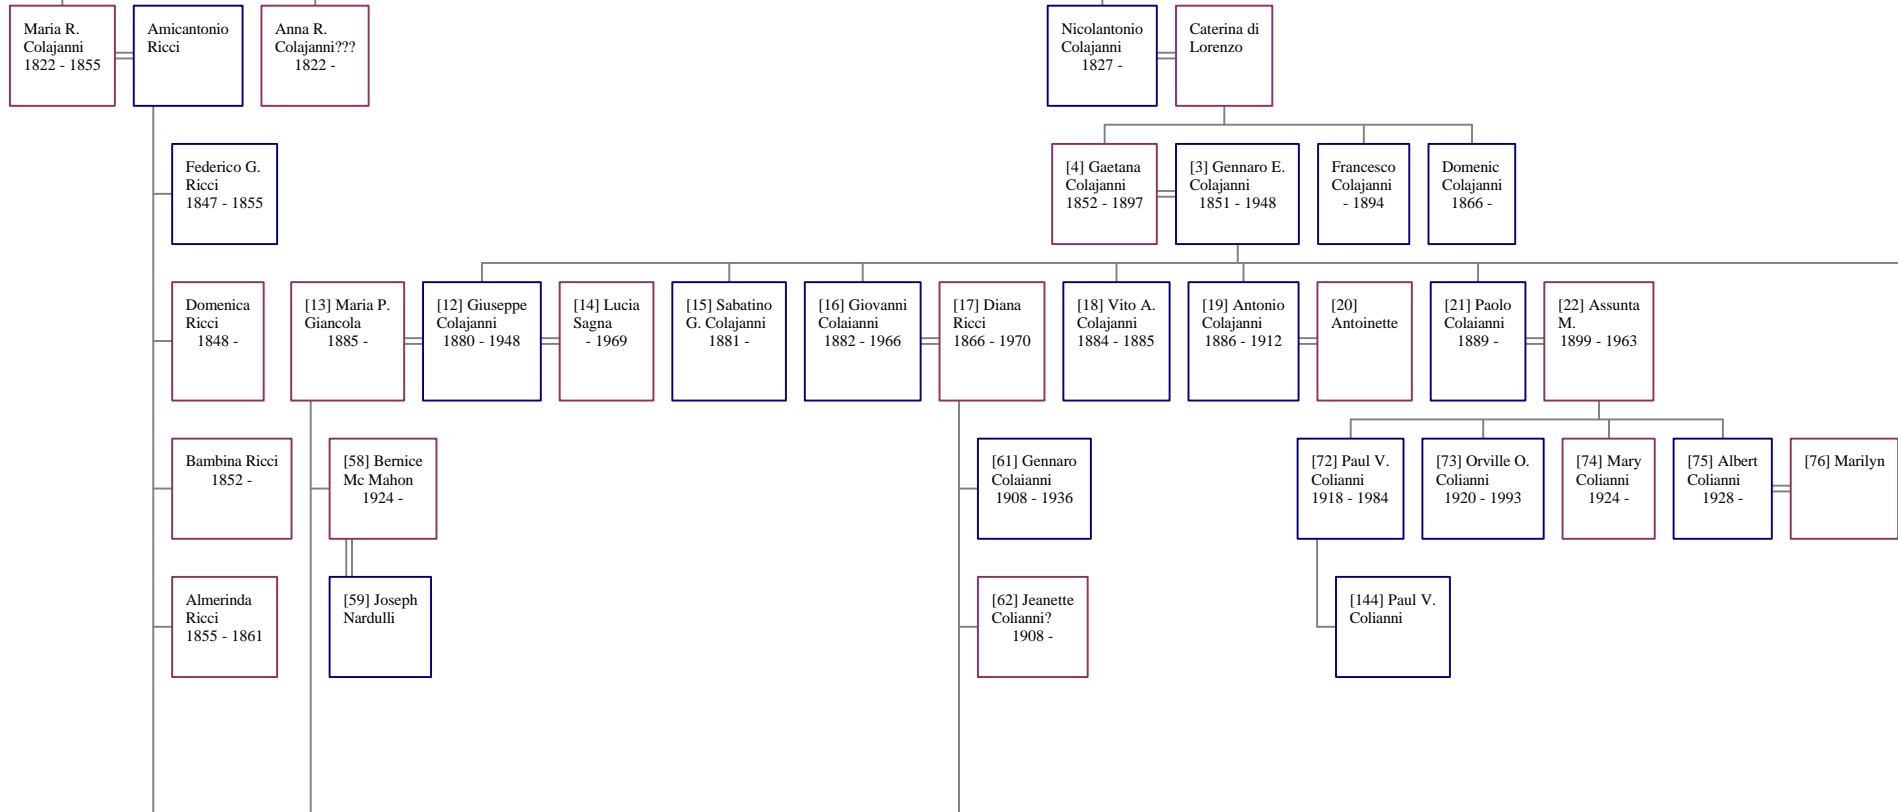 Maria R.
Colajanni
1822 - 1855
Amicantonio
Ricci
Anna R.
Colajanni???
1822 -
Nicolantonio
Colajanni
1827 -
Caterina di
Lorenzo
Federico G.
Ricci
1847 - 1855
[4] Gaetana
Colajanni
1852 - 1897
[3] Gennaro E.
Colajanni
1851 - 1948
Francesco
Colajanni
- 1894
Domenic
Colajanni
1866 -
Domenica
Ricci
1848 -
[13] Maria P.
Giancola
1885 -
[12] Giuseppe
Colajanni
1880 - 1948
[14] Lucia
Sagna
- 1969
[15] Sabatino
G. Colajanni
1881 -
[16] Giovanni
Colaianni
1882 - 1966
[17] Diana
Ricci
1866 - 1970
[18] Vito A.
Colajanni
1884 - 1885
[19] Antonio
Colajanni
1886 - 1912
[20]
Antoinette
[21] Paolo
Colaianni
1889 -
[22] Assunta
M.
1899 - 1963
Bambina Ricci
1852 -
[58] Bernice
Mc Mahon
1924 -
[61] Gennaro
Colaianni
1908 - 1936
[72] Paul V.
Colianni
1918 - 1984
[73] Orville O.
Colianni
1920 - 1993
[74] Mary
Colianni
1924 -
[75] Albert
Colianni
1928 -
[76] Marilyn
Almerinda
Ricci
1855 - 1861
[59] Joseph
Nardulli
[62] Jeanette
Colianni?
1908 -
[144] Paul V.
Colianni